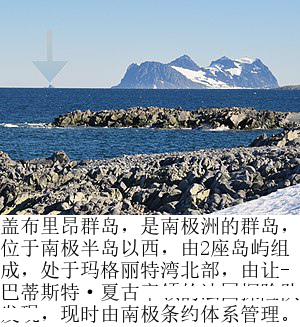 盖布里昂群岛，是南极洲的群岛，
位于南极半岛以西，由2座岛屿组
成，处于玛格丽特湾北部，由让-
巴蒂斯特·夏古
，现时由南极条约体系管理。